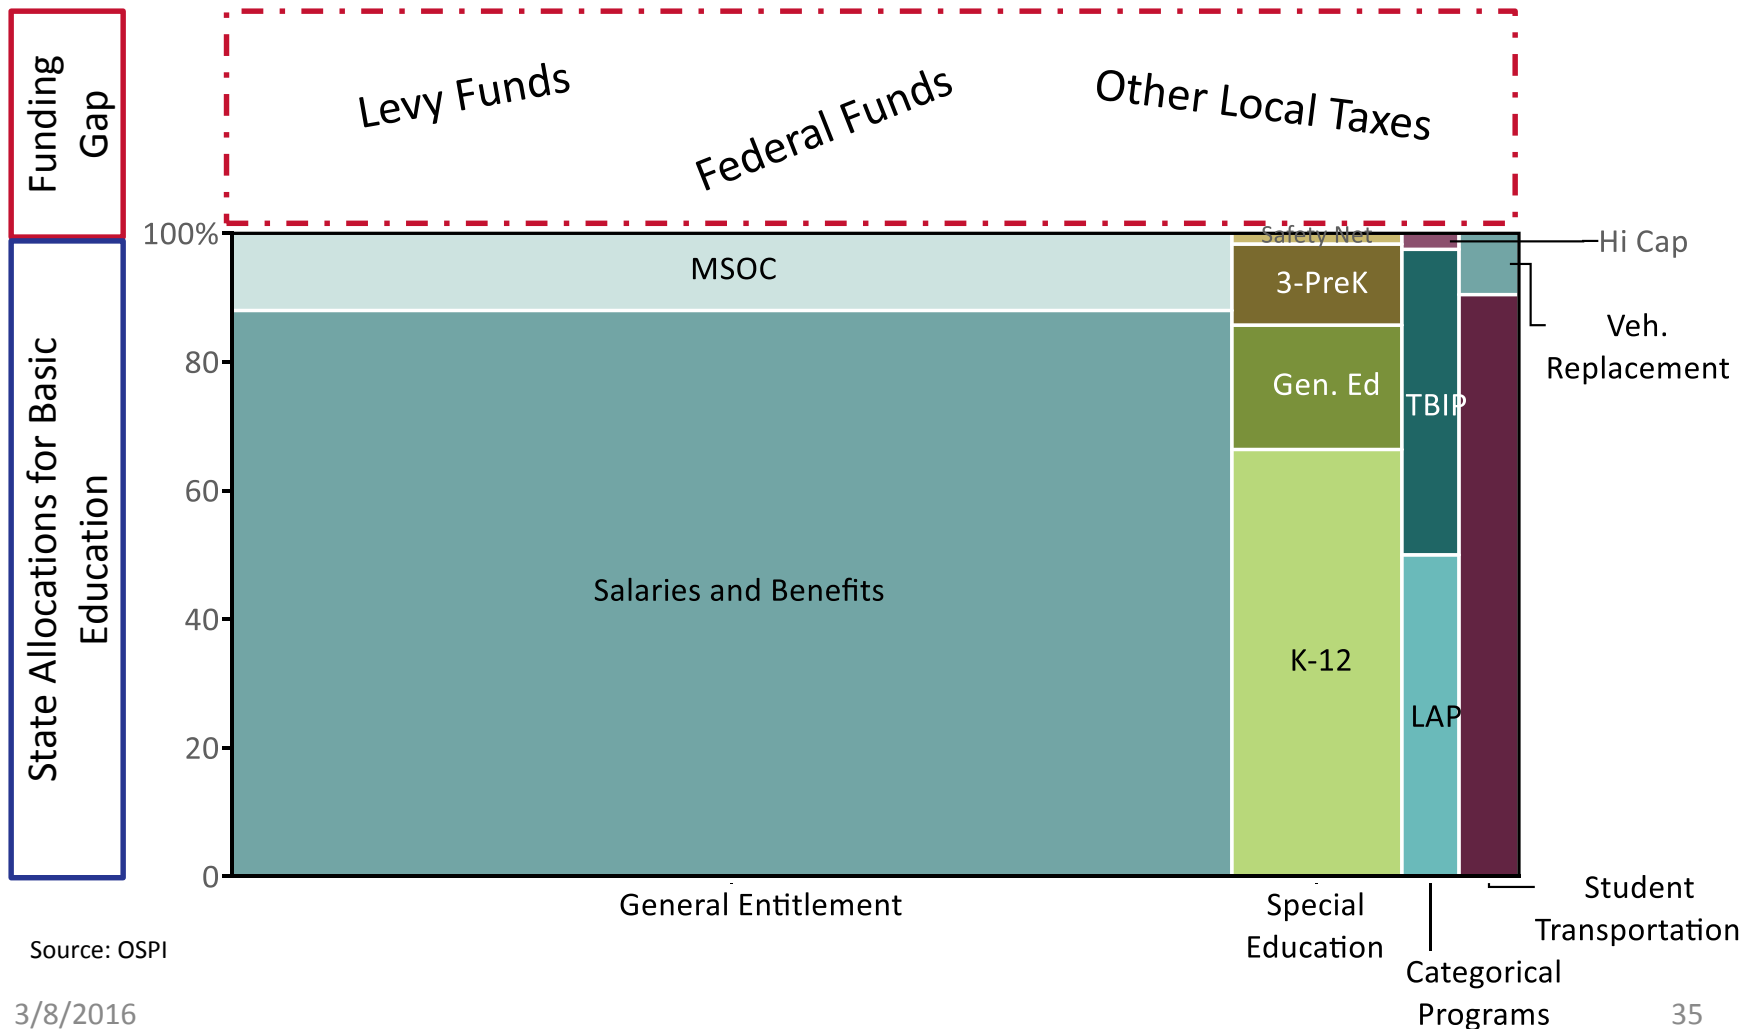 Funding
Gap
Levy Funds
Federal Funds
Other Local Taxes
State Allocations for Basic
Education
100%
80
60
40
20
0
MSOC
Salaries and Benefits
Safety Net
3-PreK
Gen. Ed
K-12
TBIP
LAP
Hi Cap
Veh.
Replacement
General Entitlement
Special
Education
Categorical
Programs
Student
Transportation
Source: OSPI
3/8/2016
35